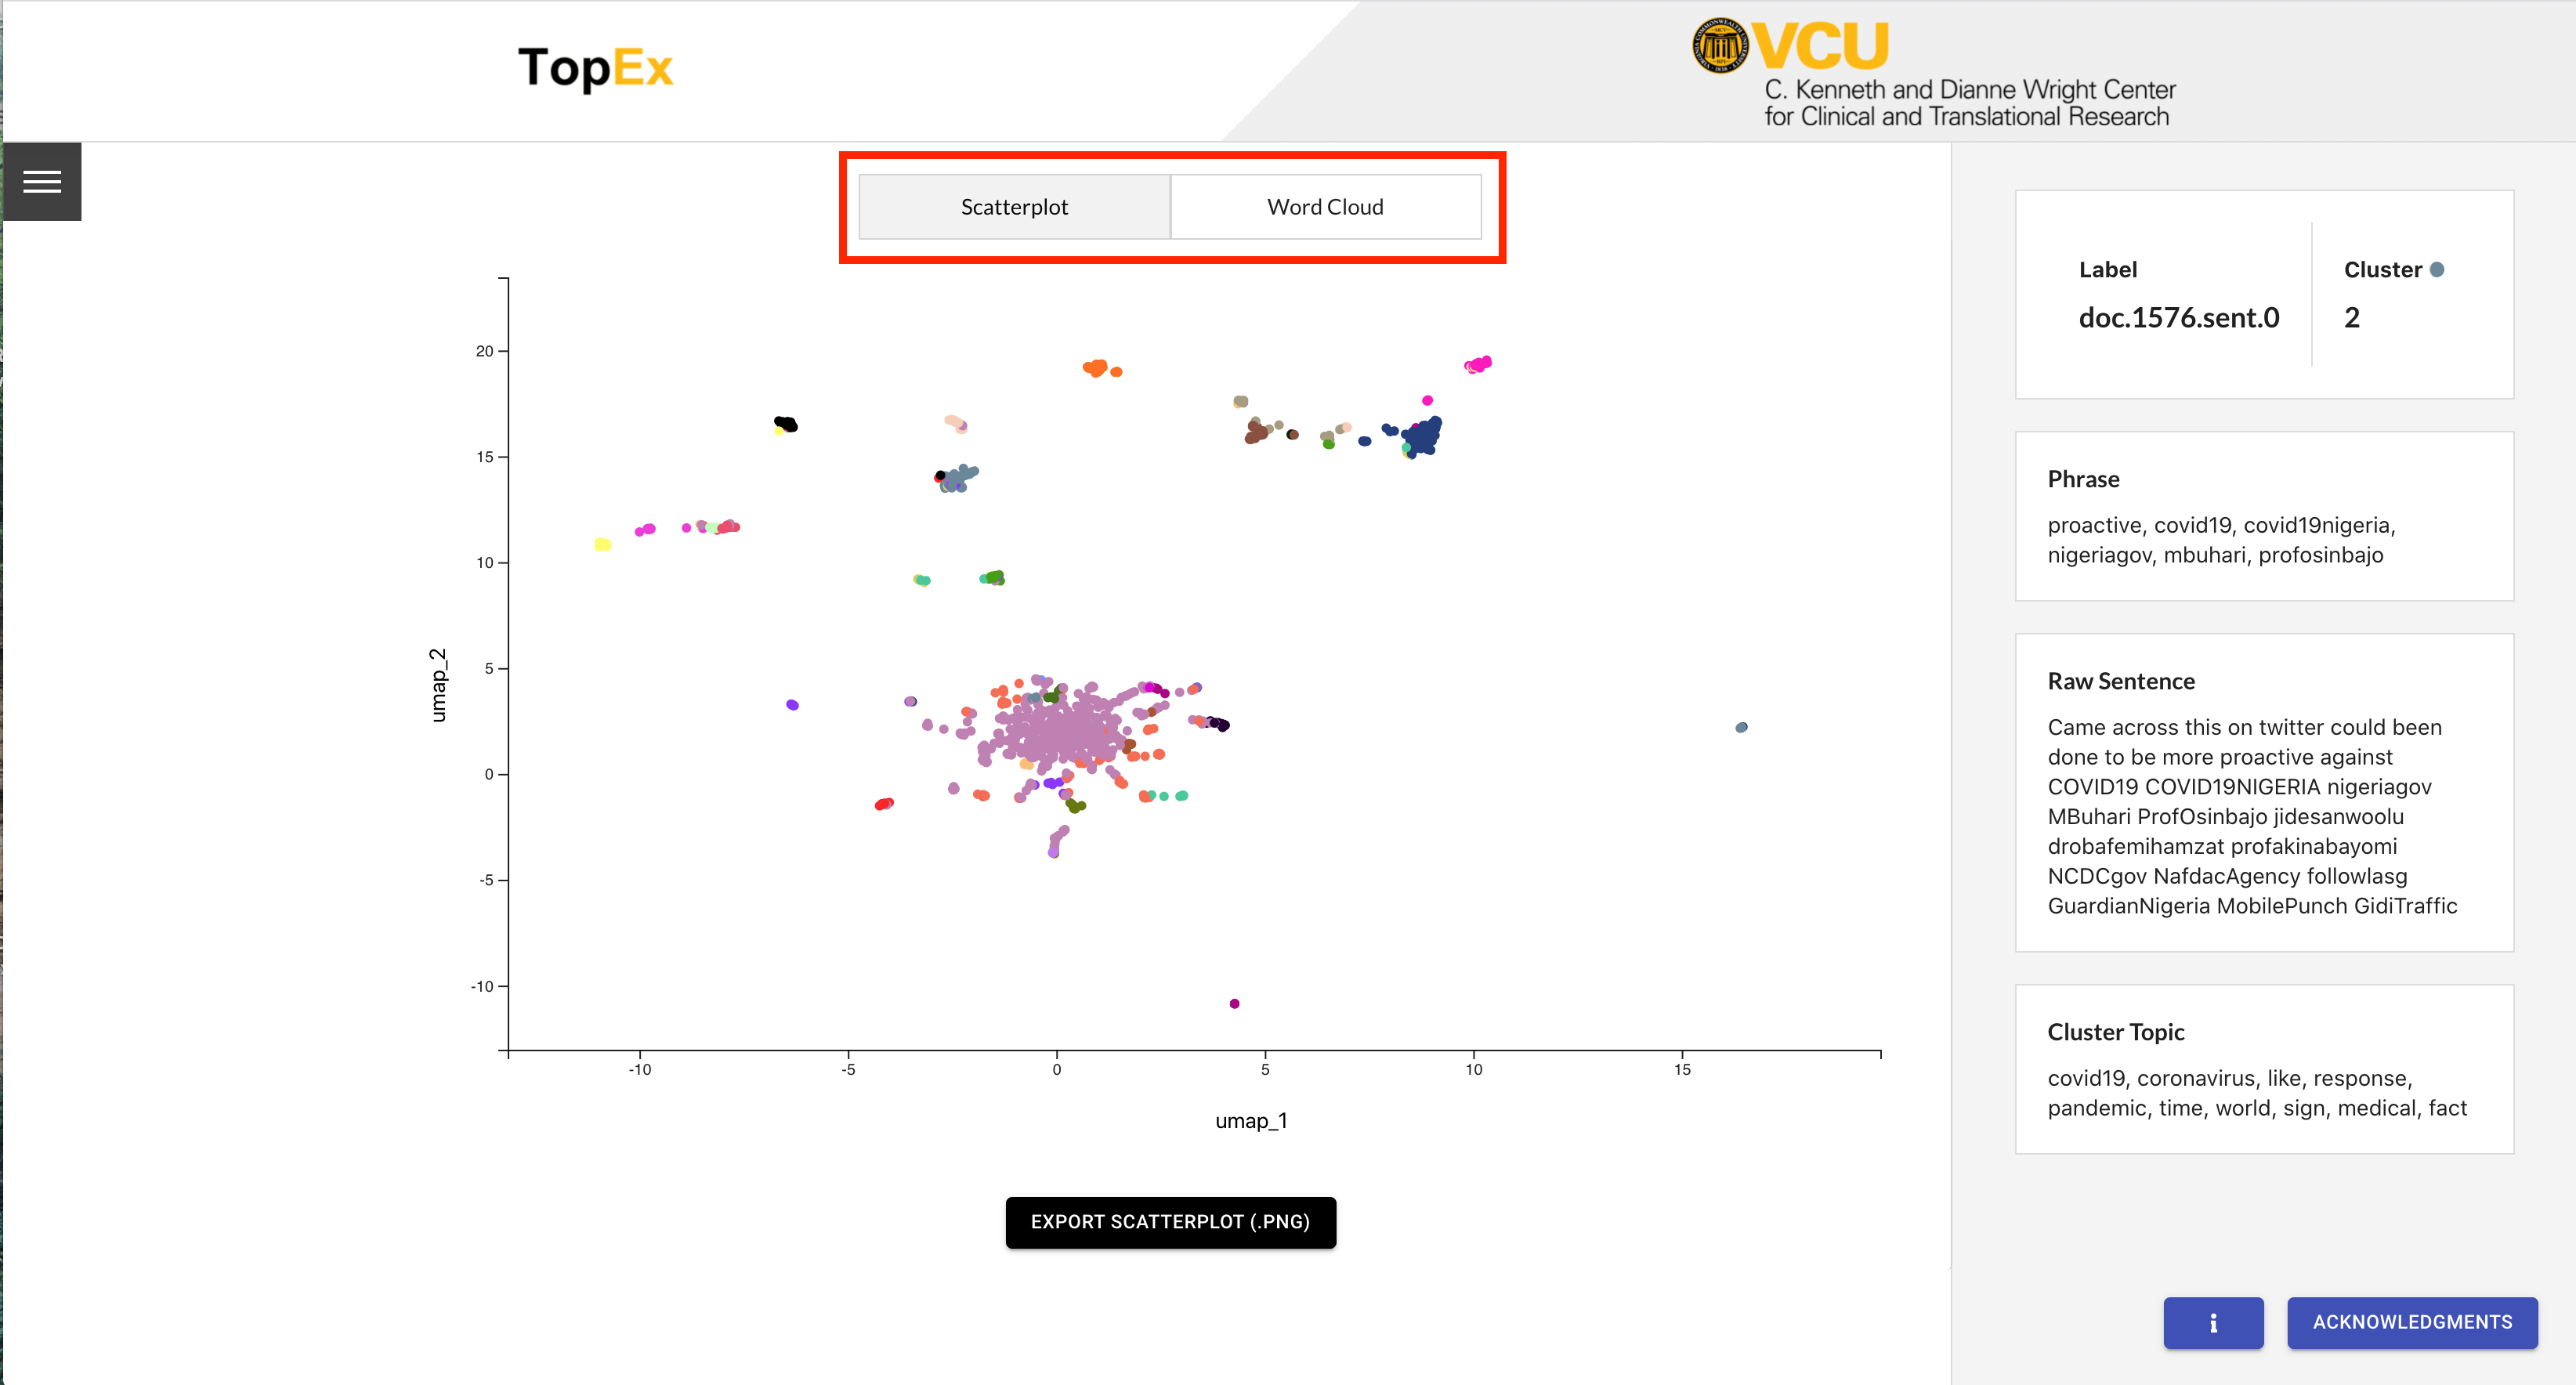 TopEx
VCU
C. Kenneth and Dianne Wright Center
for Clinical and Translational Research
Scatterplot
Word Cloud
20
15
10
5
0
-5
-10
umap_2
-10
-5
0
5
10
15
umap_1
EXPORT SCATTERPLOT (.PNG)
Label
doc.1576.sent.0
Cluster
2
Phrase
proactive, covid19, covid19nigeria,
nigeriagov, mbuhari, profosinbajo
Raw Sentence
Came across this on twitter could been
done to be more proactive against
COVID19 COVID19NIGERIA nigeriagov
MBuhari ProfOsinbajo jidesanwoolu
drobafemihamzat profakinabayomi
NCDCgov NafdacAgency followlasg
GuardianNigeria MobilePunch GidiTraffic
Cluster Topic
covid19, coronavirus, like, response,
pandemic, time, world, sign, medical, fact
i
ACKNOWLEDGMENTS